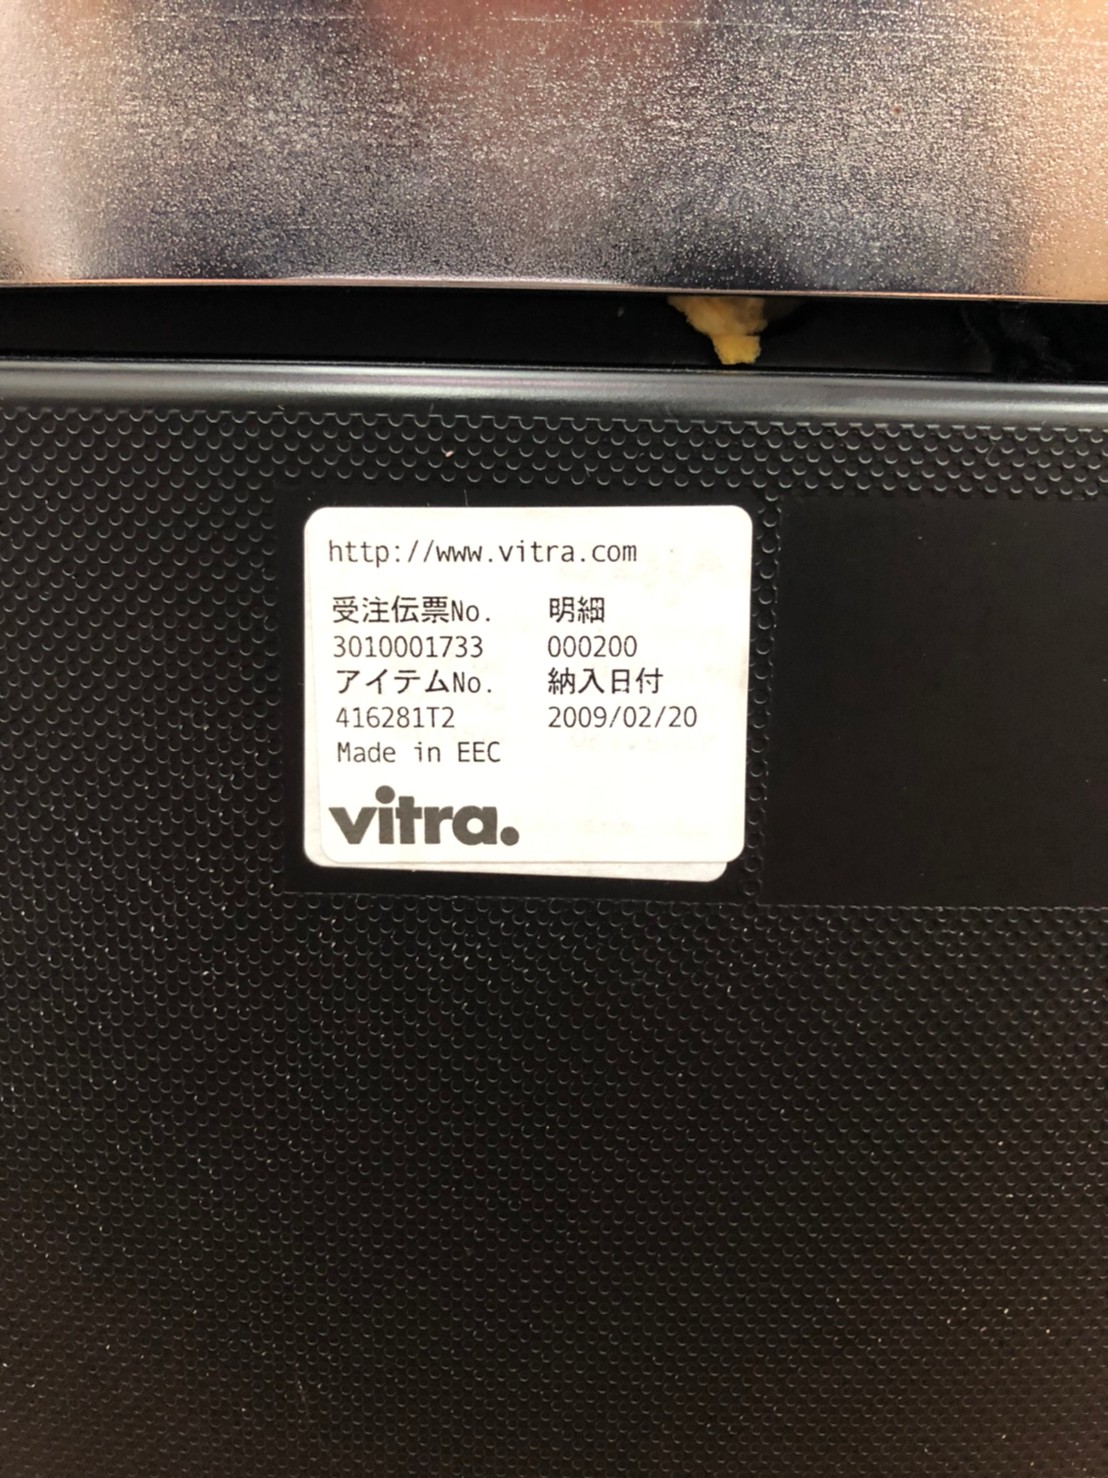 http://www.vitra.com
受注伝票No. 明細
3010001733 000200
アイテムNo. 納入日付
416281T2 2009/02/20
Made in EEC
vitra.